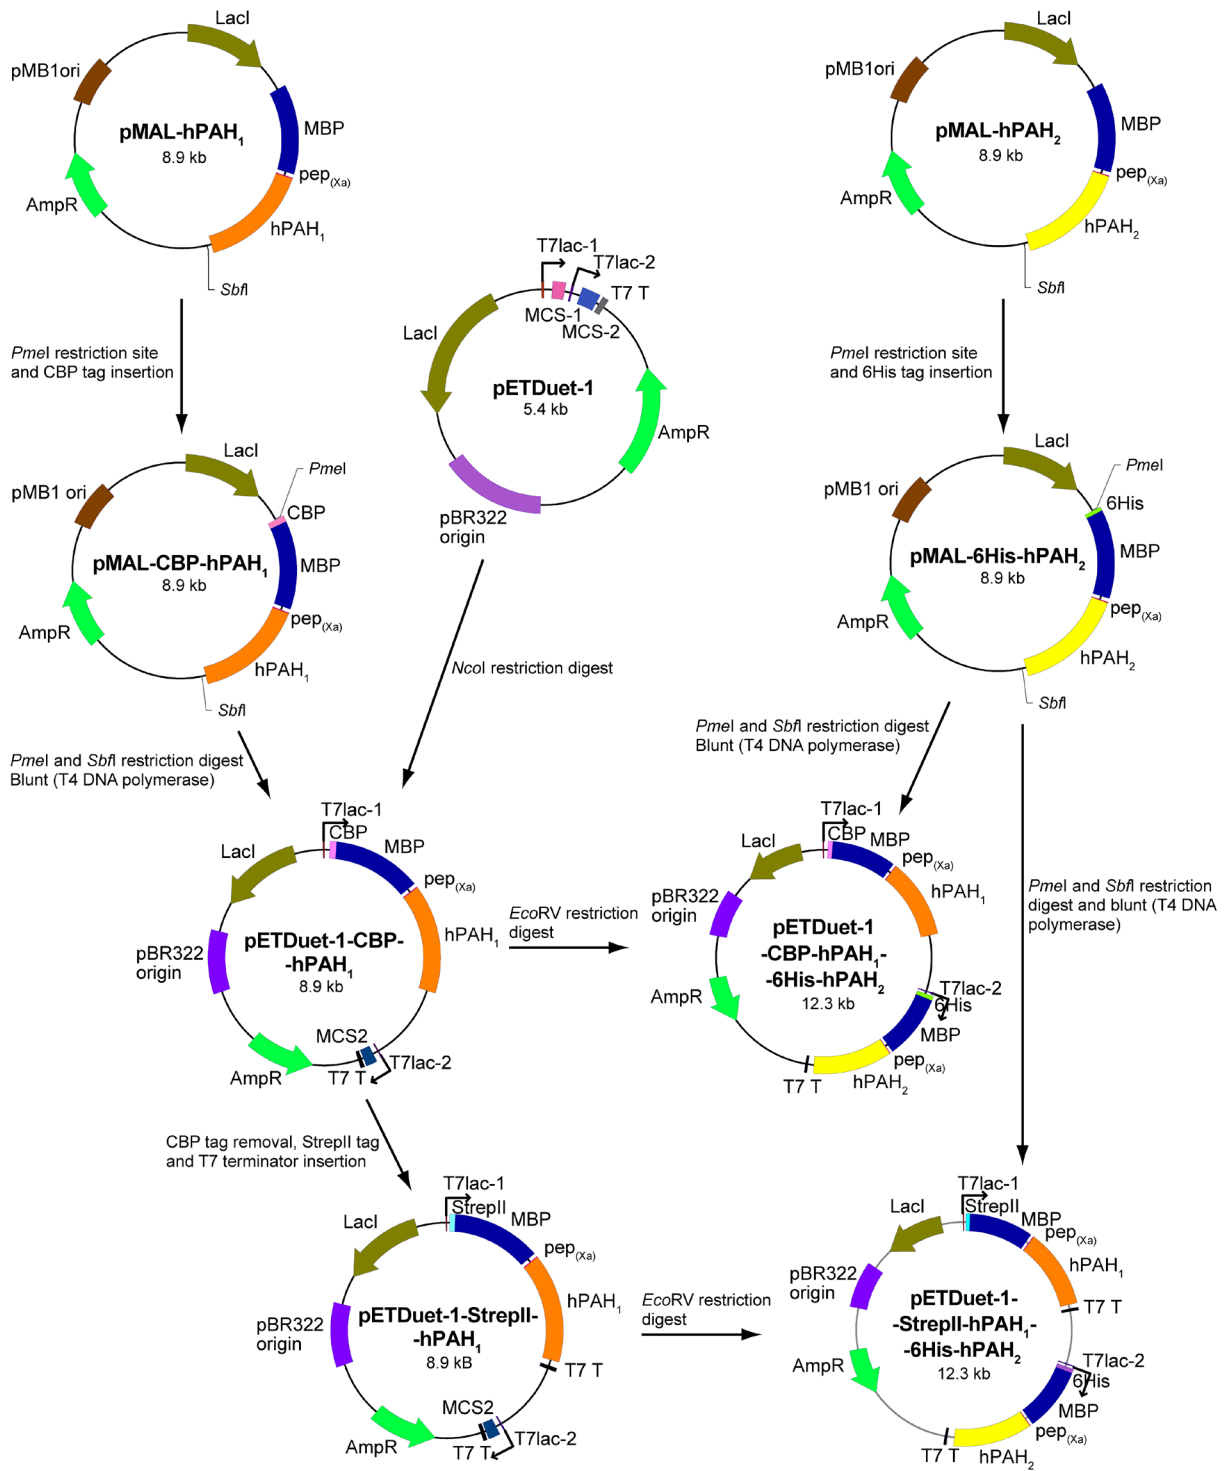 LacI
pMB1ori
pMAL-hPAH1
8.9 kb
MBP
pep(Xa)
AmpR
hPAH1
SbfI
LacI
pMB1ori
pMAL-hPAH2
8.9 kb
MBP
pep(Xa)
AmpR
hPAH2
SbfI
T7lac-1
T7lac-2
T7 T
MCS-1
MCS-2
LacI
pETDuet-1
5.4 kb
AmpR
pBR322
origin
PmeI restriction site
and CBP tag insertion
PmeI restriction site
and 6His tag insertion
LacI
PmeI
pMB1 ori
CBP
pMAL-CBP-hPAH1
8.9 kb
MBP
pep(Xa)
AmpR
hPAH1
SbfI
LacI
PmeI
pMB1 ori
6His
pMAL-6His-hPAH2
8.9 kb
MBP
pep(Xa)
AmpR
hPAH2
SbfI
NcoI restriction digest
PmeI and SbfI restriction digest
Blunt (T4 DNA polymerase)
PmeI and SbfI restriction digest
Blunt (T4 DNA polymerase)
PmeI and SbfI restriction
digest and blunt (T4 DNA
polymerase)
T7lac-1
CBP
MBP
LacI
pep(Xa)
hPAH1
pBR322
origin
pETDuet-1-CBP-
-hPAH1
8.9 kb
MCS2
T7lac-2
T7 T
AmpR
EcoRV restriction
digest
T7lac-1
CBP
MBP
LacI
pep(Xa)
hPAH1
pBR322
origin
pETDuet-1
-CBP-hPAH1-
-6His-hPAH2
12.3 kb
AmpR
T7lac-2
6His
MBP
pep(Xa)
T7 T
hPAH2
CBP tag removal, StrepII tag
and T7 terminator insertion
T7lac-1
StrepII
MBP
LacI
pep(Xa)
hPAH1
pBR322
origin
pETDuet-1-StrepII-
-hPAH1
8.9 kB
T7 T
MCS2
T7lac-2
T7 T
AmpR
EcoRV restriction
digest
T7lac-1
StrepII
MBP
LacI
pep(Xa)
hPAH1
pBR322
origin
pETDuet-1-
-StrepII-hPAH1-
-6His-hPAH2
12.3 kb
T7 T
AmpR
T7lac-2
6His
MBP
pep(Xa)
T7 T
hPAH2